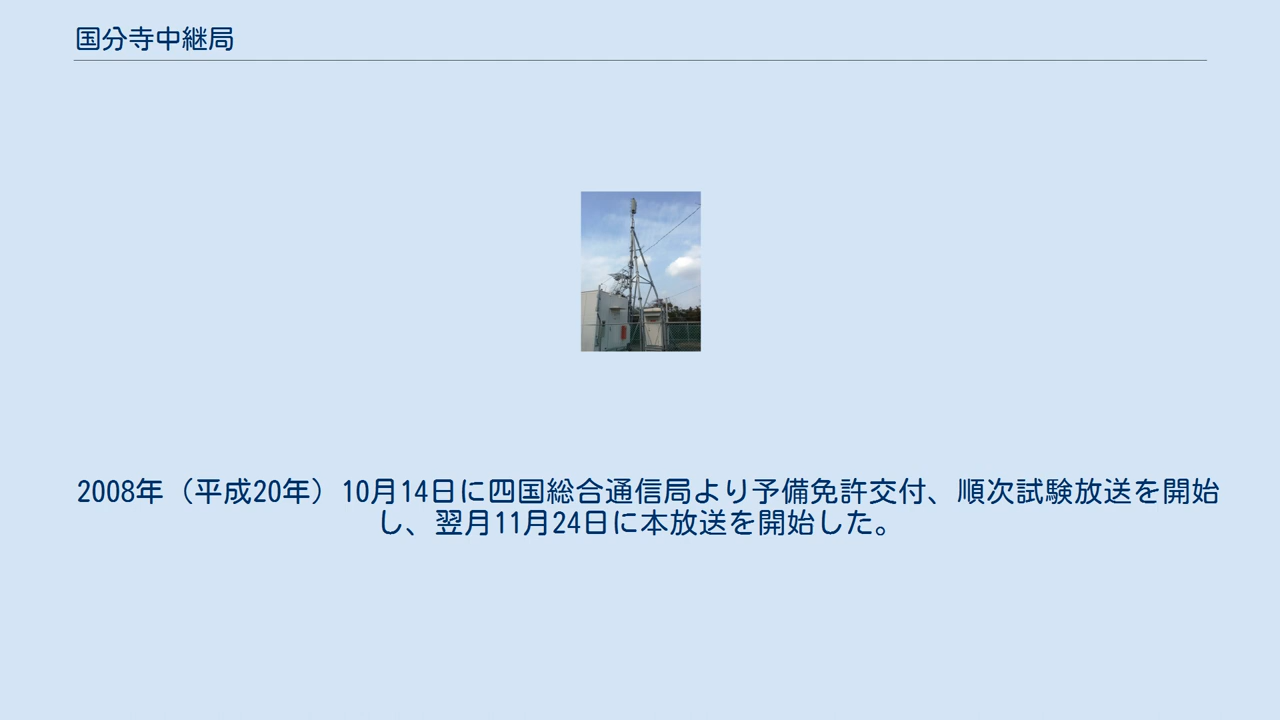 国分寺中継局
2008年（平成20年）10月14日に四国総合通信局より予備免許交付、順次試験放送を開始
し、翌月11月24日に本放送を開始した。